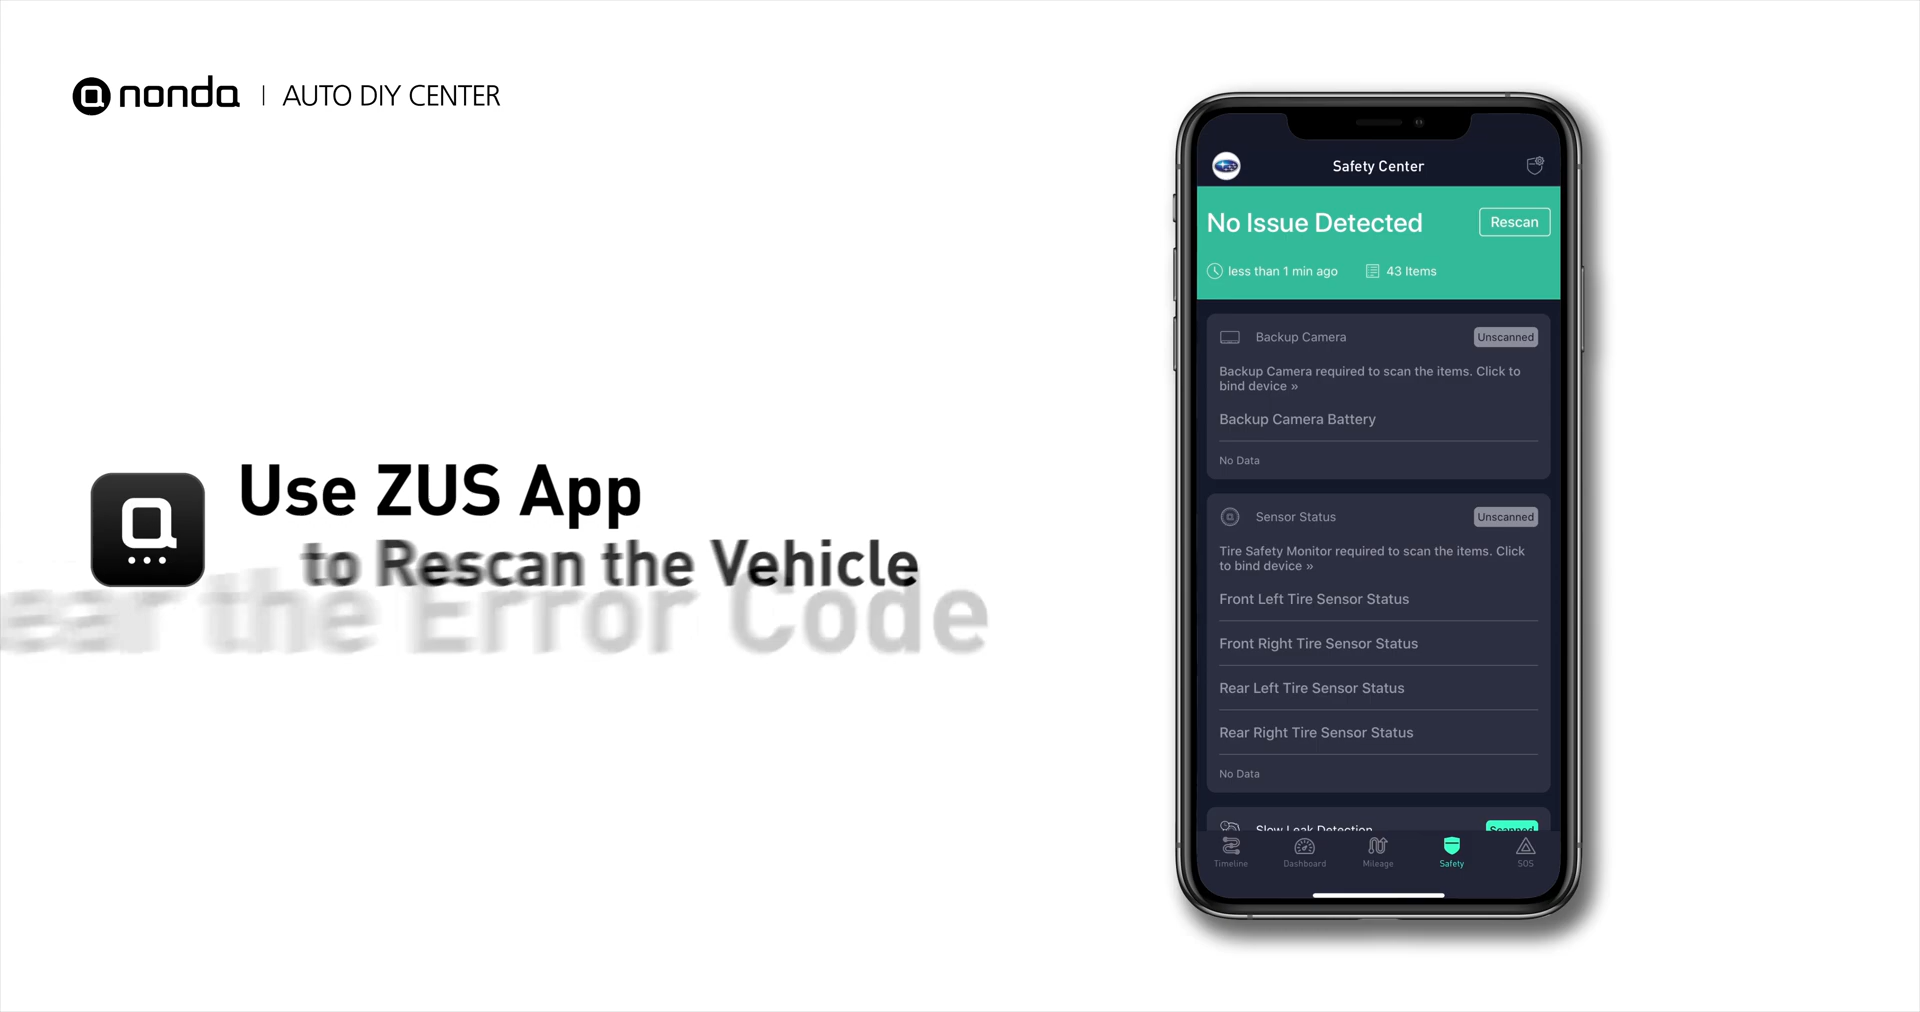 nonda | AUTO DIY CENTER
Use ZUS App
to Rescan the Vehicle
the Error Code
Safety Center
No Issue Detected
Rescan
less than 1 min ago
43 Items
Backup Camera
Unscanned
Backup Camera required to scan the items. Click to
bind device »
Backup Camera Battery
No Data
Sensor Status
Unscanned
Tire Safety Monitor required to scan the items. Click
to bind device »
Front Left Tire Sensor Status
Front Right Tire Sensor Status
Rear Left Tire Sensor Status
Rear Right Tire Sensor Status
No Data
Slow Leak Detection
Scanned
Timeline
Dashboard
Mileage
Safety
SOS